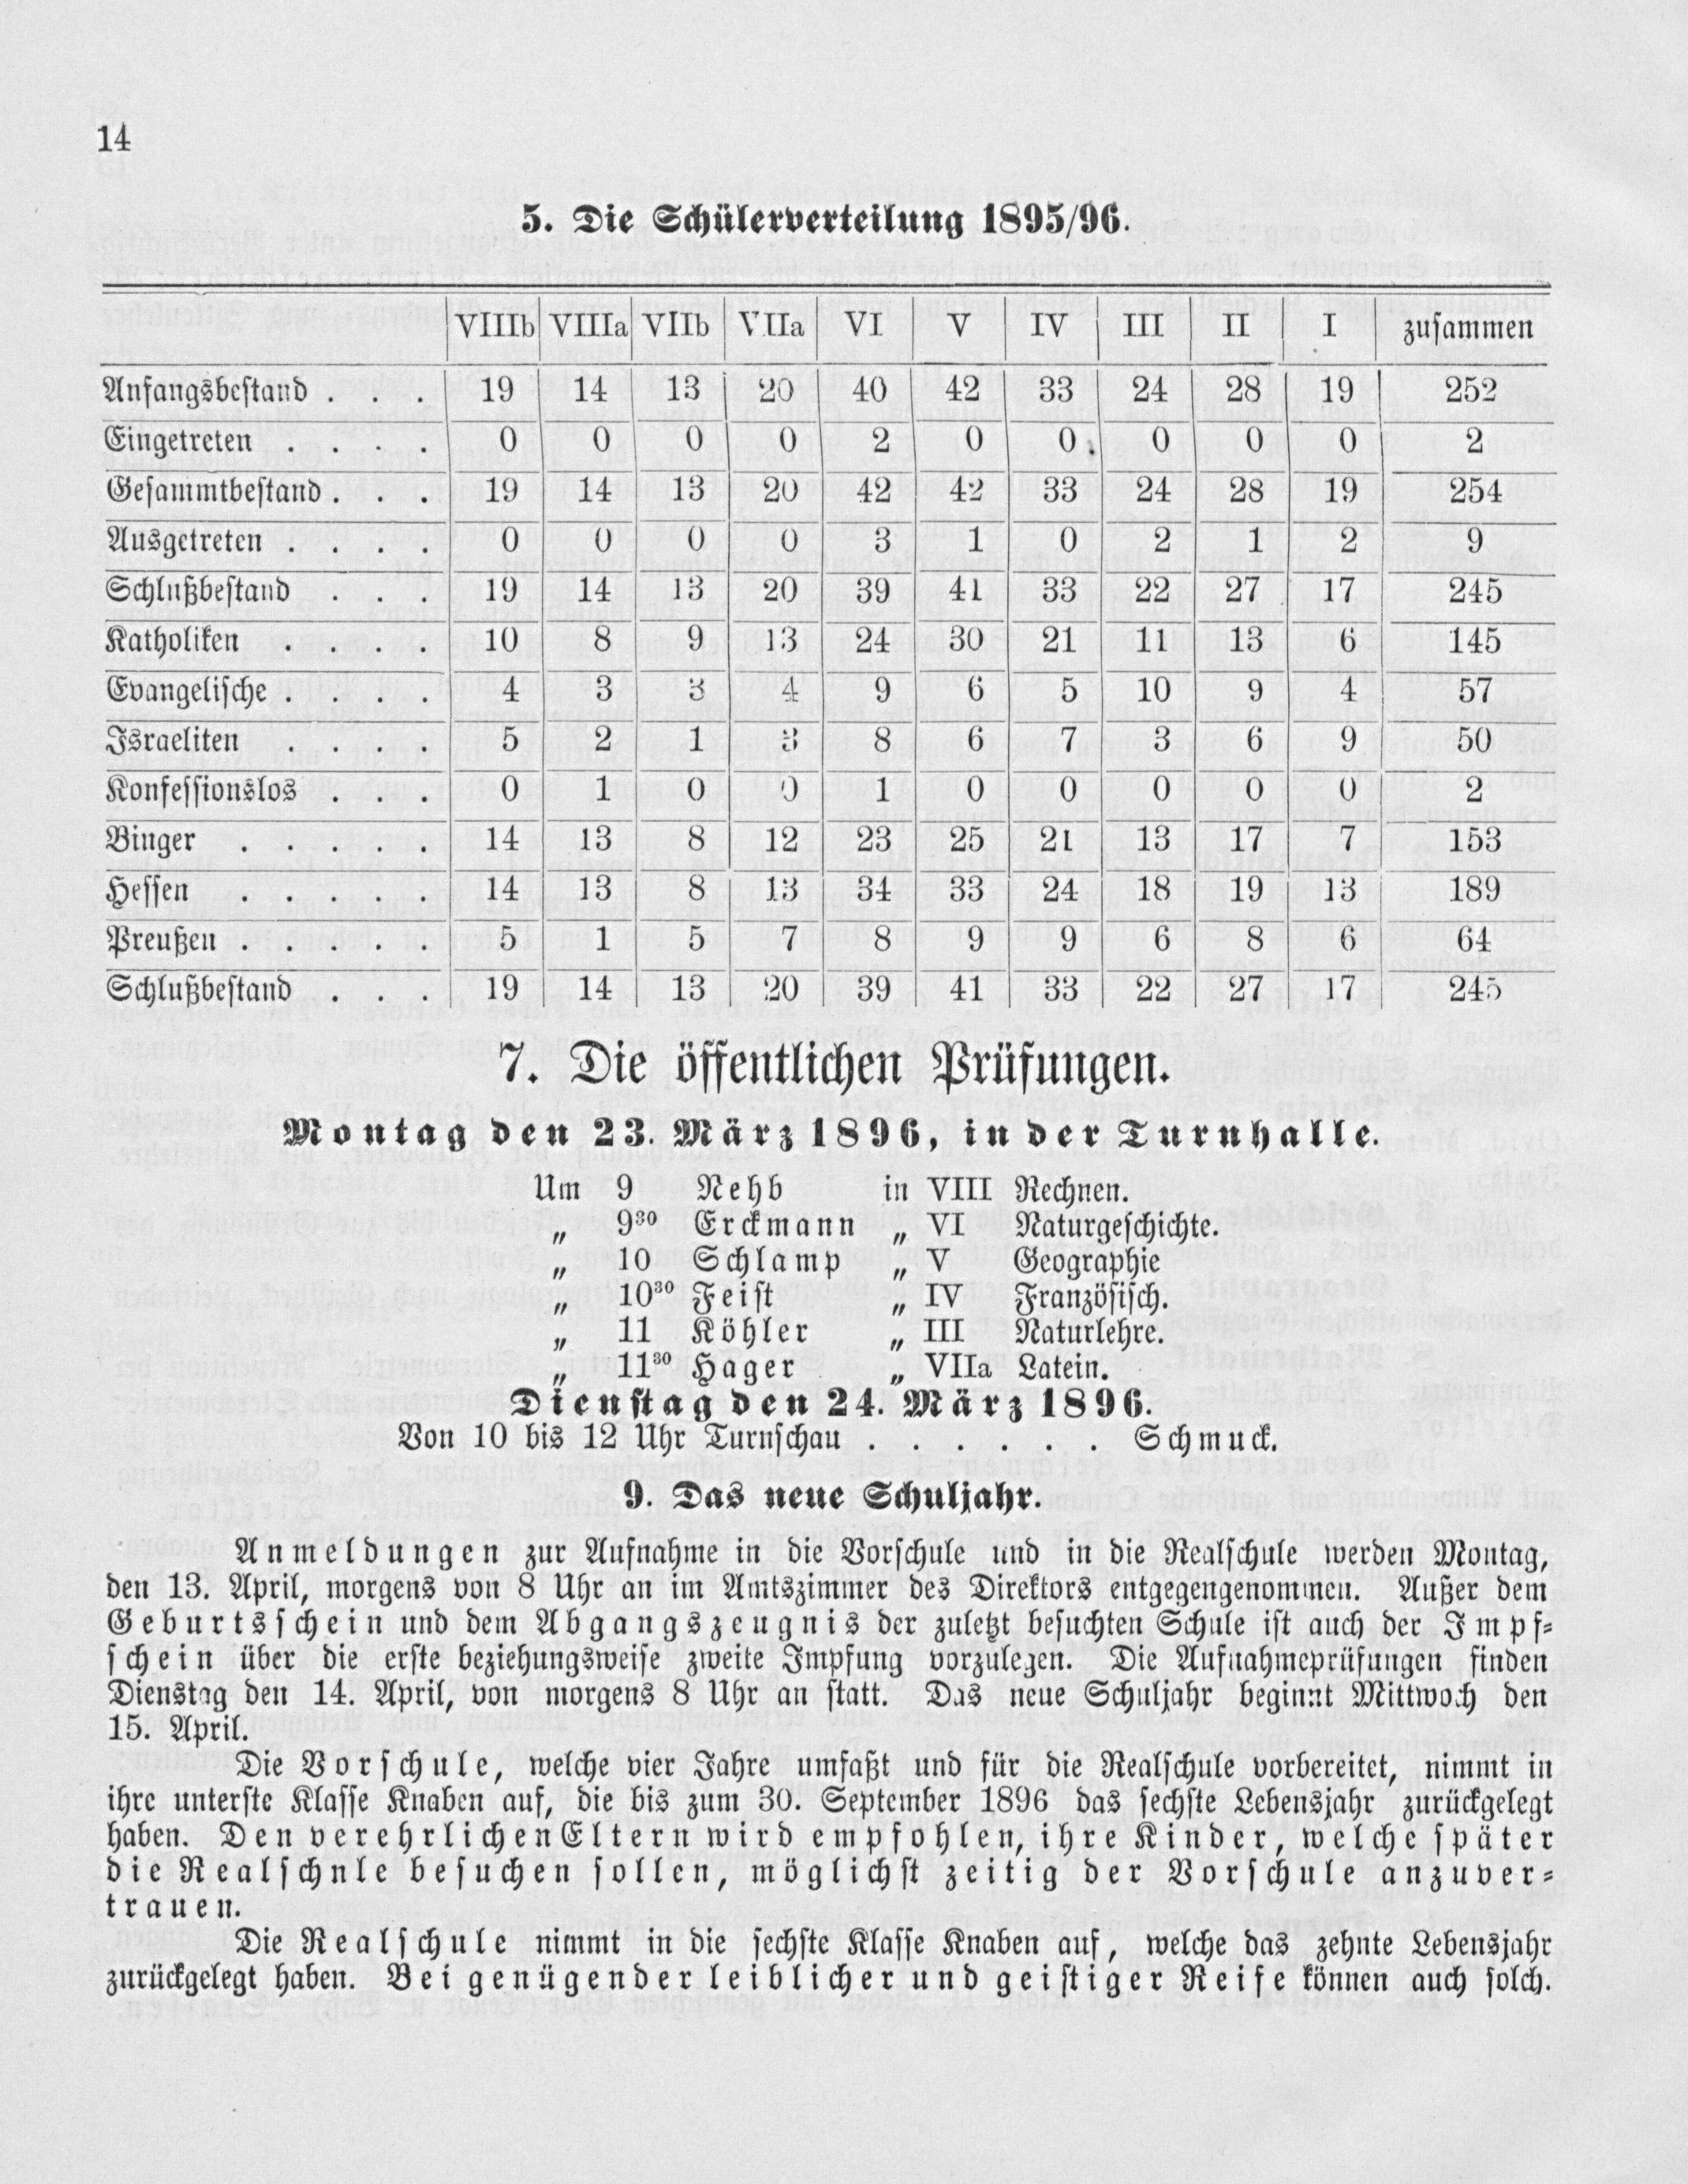 14
5. Die Schülerverteilung 1895/96.
VIIIb VIIIa VIIb VIIa VI V IV III II I zusammen
Anfangsbestand . . . 19 14 13 20 40 42 33 24 28 19 252
Eingetreten . . . . 0 0 0 0 2 0 0 0 0 0 2
Gesammtbestand . . . 19 14 13 20 42 42 33 24 28 19 254
Ausgetreten . . . . 0 0 0 0 3 1 0 2 1 2 9
Schlußbestand . . . 19 14 13 20 39 41 33 22 27 17 245
Katholiken . . . . 10 8 9 13 24 30 21 11 13 6 145
Evangelische . . . . 4 3 3 4 9 6 5 10 9 4 57
Israeliten . . . . 5 2 1 3 8 6 7 3 6 9 50
Konfessionslos . . . 0 1 0 0 1 0 0 0 0 0 2
Binger . . . . . 14 13 8 12 23 25 21 13 17 7 153
Hessen . . . . . 14 13 8 13 34 33 24 18 19 13 189
Preußen . . . . . 5 1 5 7 8 9 9 6 8 6 64
Schlußbestand . . . 19 14 13 20 39 41 33 22 27 17 245
7. Die öffentlichen Prüfungen.
Montag den 23. März 1896, in der Turnhalle.
Um 9 Nehb in VIII Rechnen.
„ 9³⁰ Erckmann „ VI Naturgeschichte.
„ 10 Schlamp „ V Geographie
„ 10³⁰ Feist „ IV Französisch.
„ 11 Köhler „ III Naturlehre.
„ 11³⁰ Hager „ VIIa Latein.
Dienstag den 24. März 1896.
Von 10 bis 12 Uhr Turnschau . . . . . . Schmuck.
9. Das neue Schuljahr.
Anmeldungen zur Aufnahme in die Vorschule und in die Realschule werden Montag,
den 13. April, morgens von 8 Uhr an im Amtszimmer des Direktors entgegengenommen. Außer dem
Geburtsschein und dem Abgangszeugnis der zuletzt besuchten Schule ist auch der Impf-
schein über die erste beziehungsweise zweite Impfung vorzulegen. Die Aufnahmeprüfungen finden
Dienstag den 14. April, von morgens 8 Uhr an statt. Das neue Schuljahr beginnt Mittwoch den
15. April.
Die Vorschule, welche vier Jahre umfaßt und für die Realschule vorbereitet, nimmt in
ihre unterste Klasse Knaben auf, die bis zum 30. September 1896 das sechste Lebensjahr zurückgelegt
haben. Den verehrlichen Eltern wird empfohlen, ihre Kinder, welche später
die Realschnle besuchen sollen, möglichst zeitig der Vorschule anzuver-
trauen.
Die Realschule nimmt in die sechste Klasse Knaben auf, welche das zehnte Lebensjahr
zurückgelegt haben. Bei genügender leiblicher und geistiger Reife können auch solch.